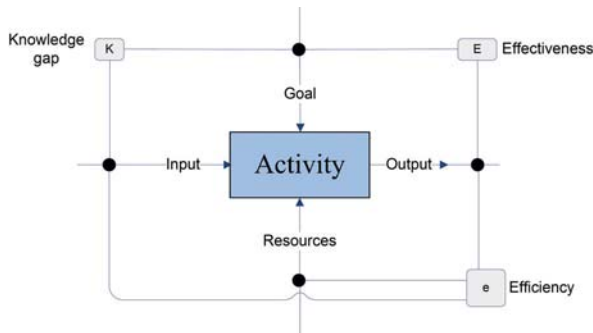 Knowledge
gap
K
E
Effectiveness
Goal
Input
Activity
Output
Resources
e
Efficiency